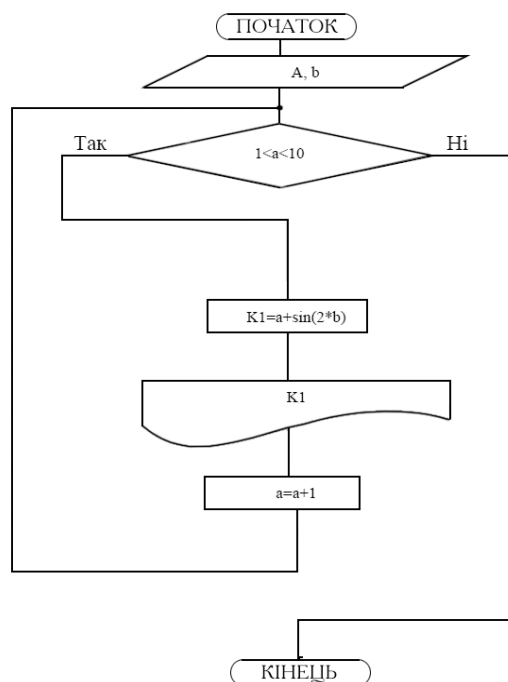 ПОЧАТОК
A, b
Так
1<a<10
Ні
K1=a+sin(2*b)
K1
a=a+1
КІНЕЦЬ